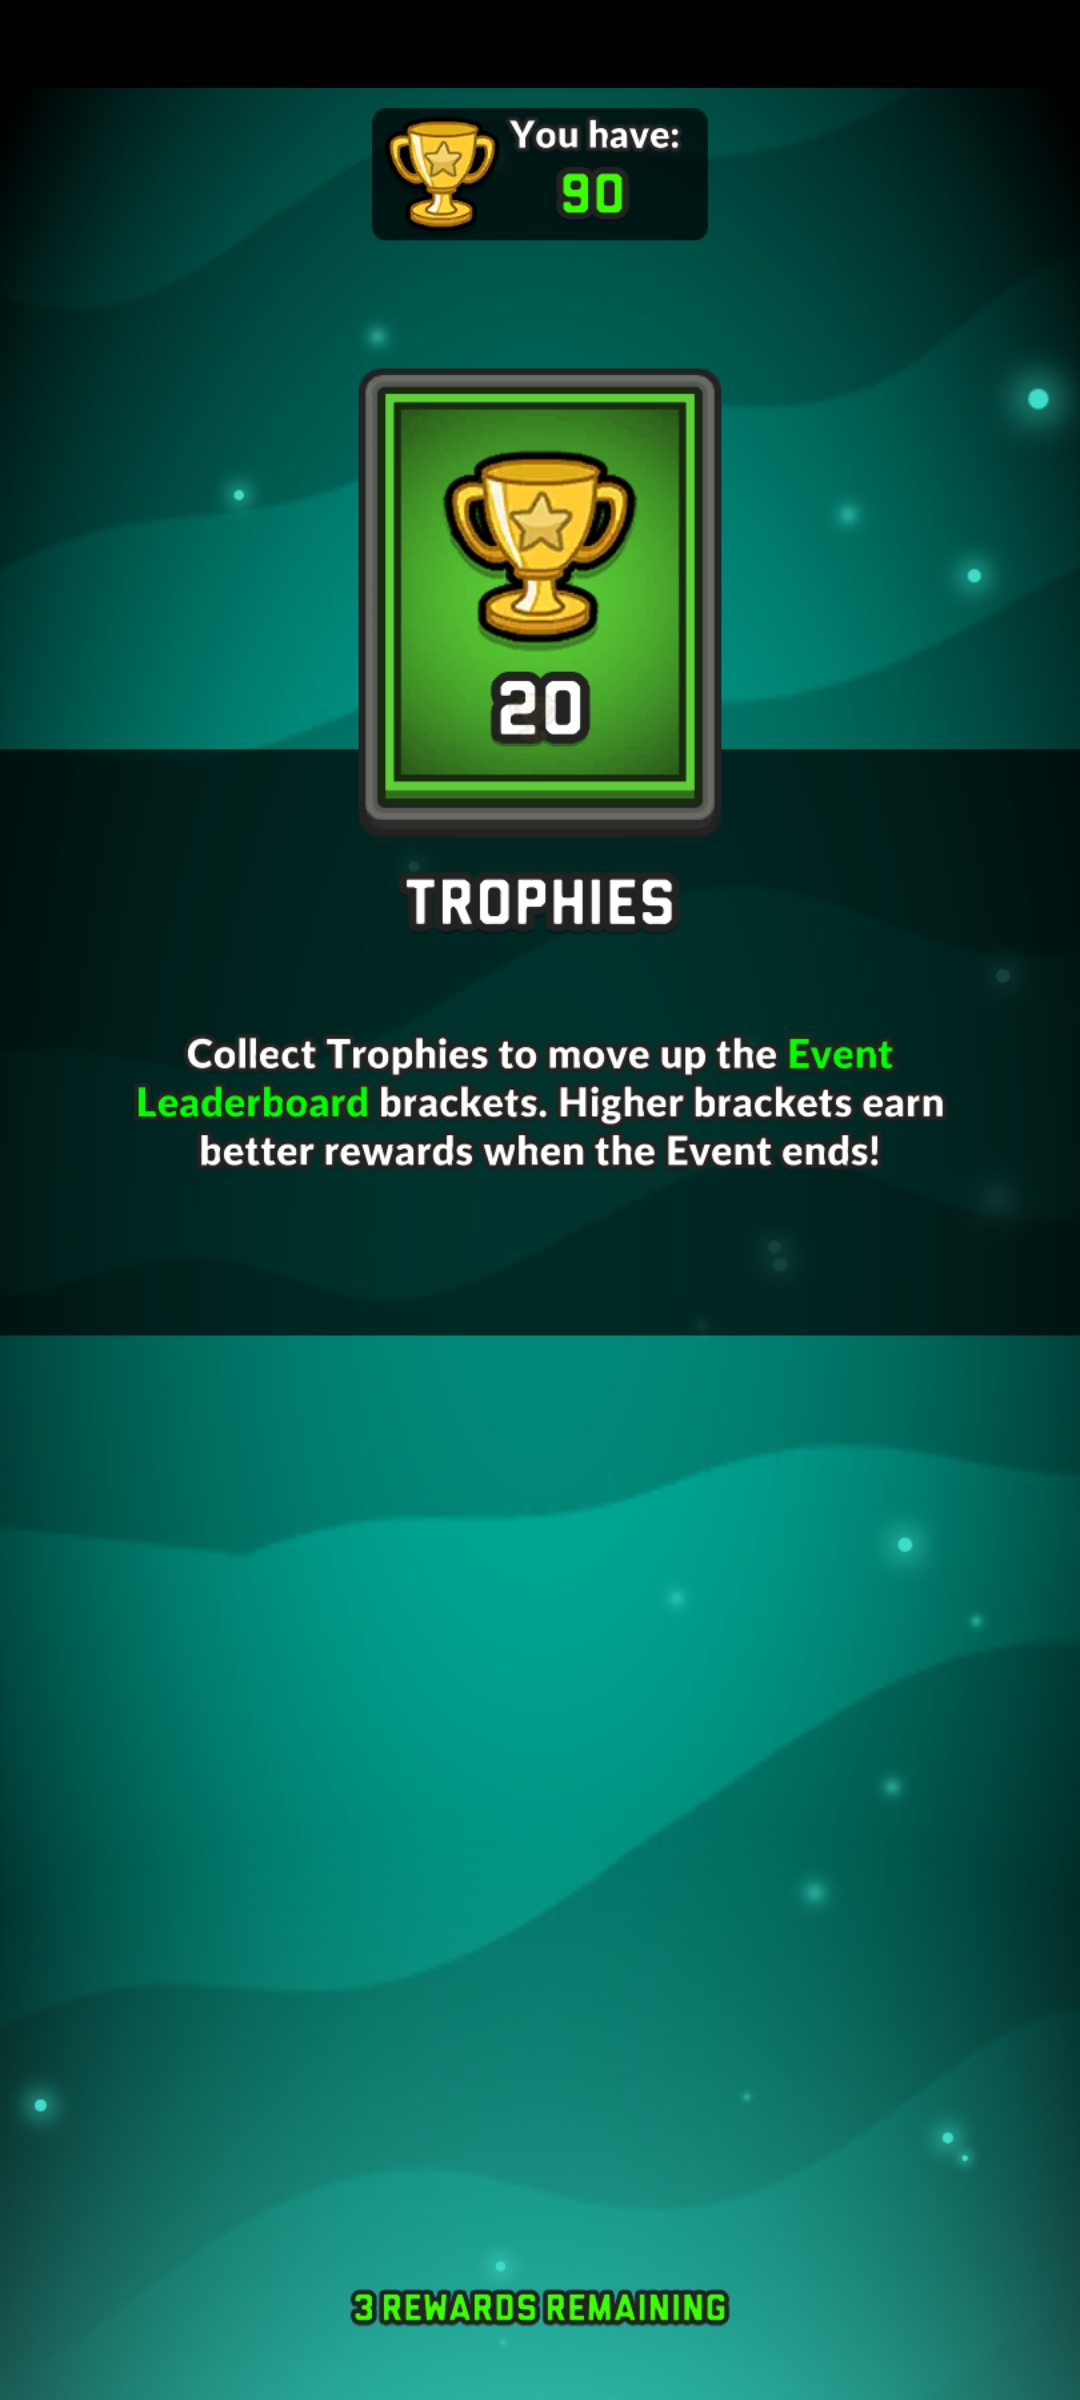 You have:
90
20
TROPHIES
Collect Trophies to move up the Event
Leaderboard brackets. Higher brackets earn
better rewards when the Event ends!
3 REWARDS REMAINING